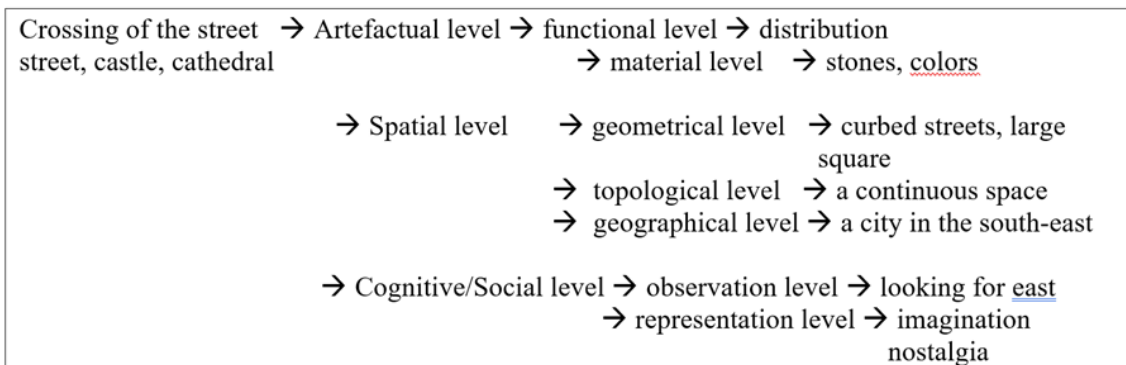 Crossing of the street → Artefactual level → functional level → distribution
street, castle, cathedral → material level → stones, colors
→ Spatial level → geometrical level → curbed streets, large
square
→ topological level → a continuous space
→ geographical level → a city in the south-east
→ Cognitive/Social level → observation level → looking for east
→ representation level → imagination
nostalgia